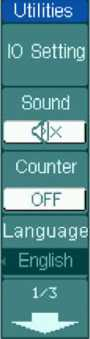 Utilities
IO Setting
Sound
Counter
OFF
Language
English
1/3